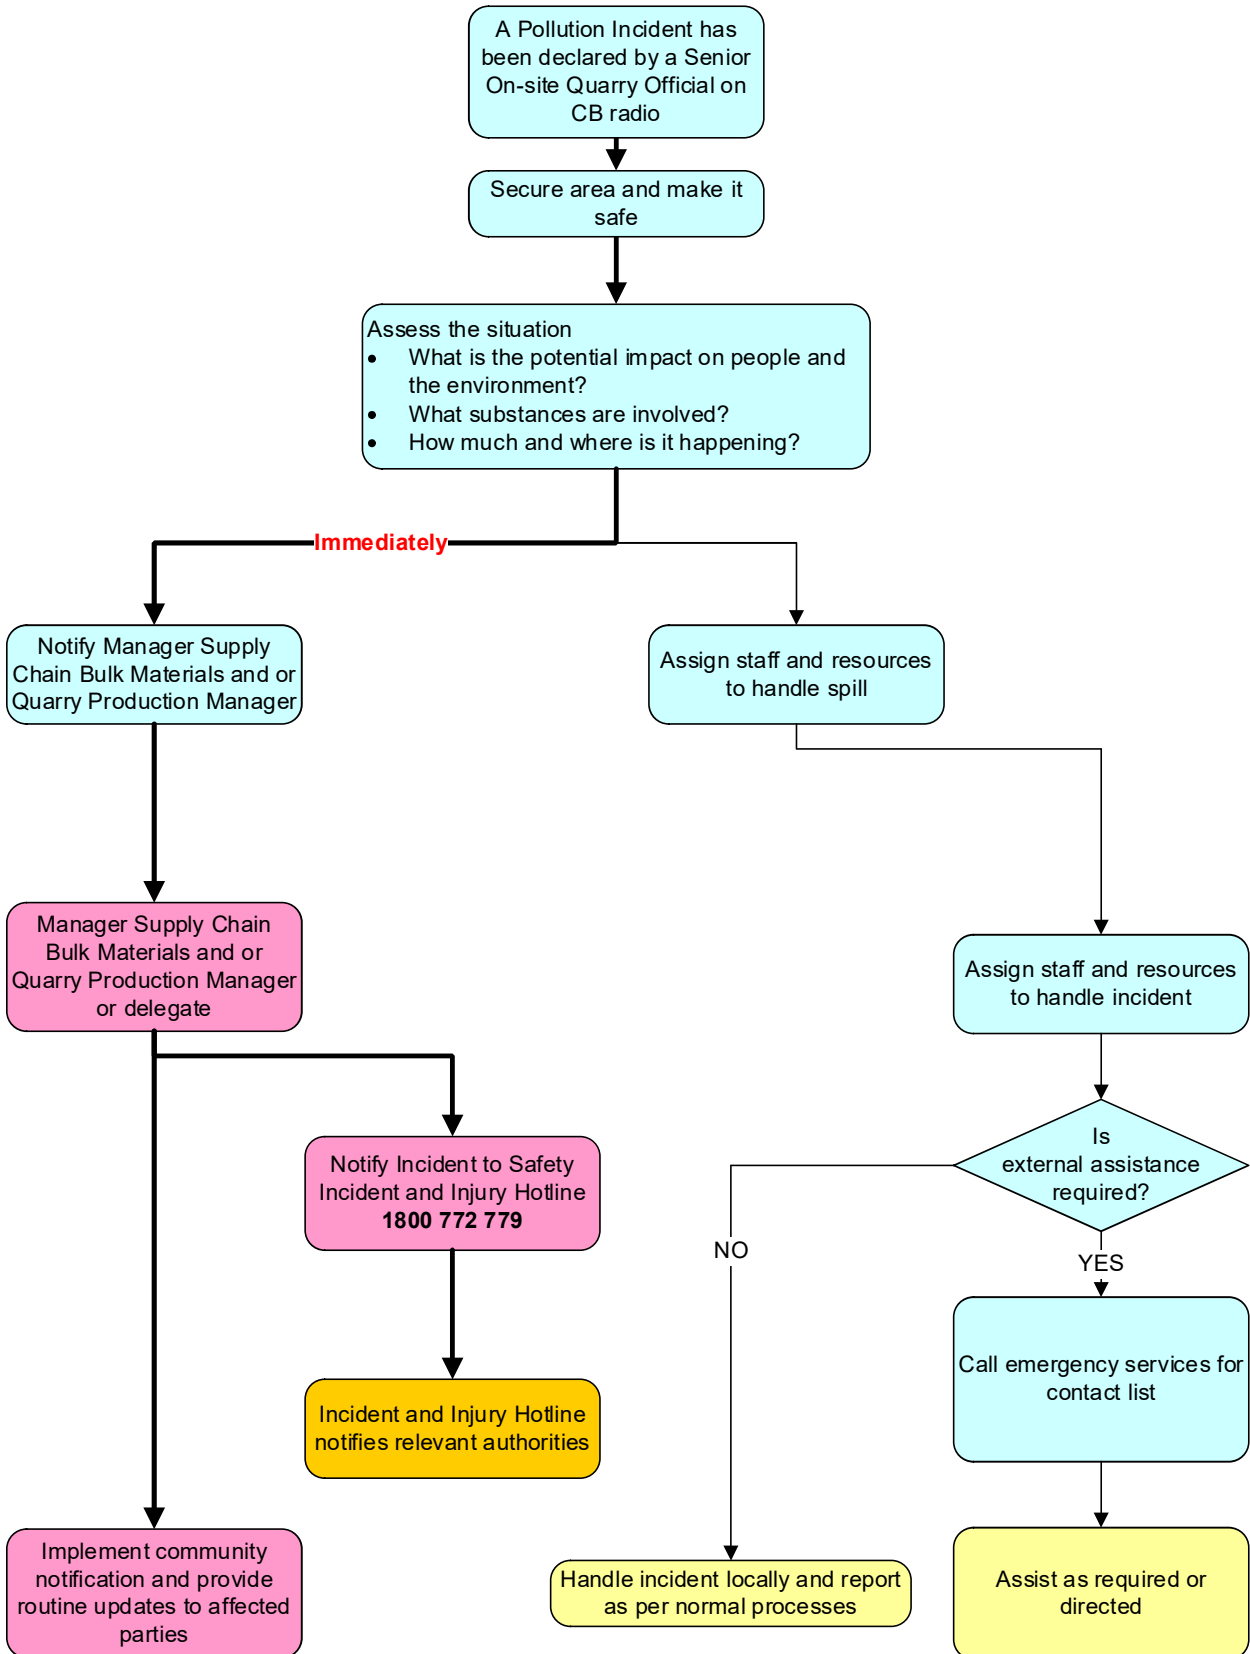 A Pollution Incident has
been declared by a Senior
On-site Quarry Official on
CB radio
Secure area and make it
safe
Assess the situation
• What is the potential impact on people and
the environment?
• What substances are involved?
• How much and where is it happening?
Immediately
Notify Manager Supply
Chain Bulk Materials and or
Quarry Production Manager
Assign staff and resources
to handle spill
Manager Supply Chain
Bulk Materials and or
Quarry Production Manager
or delegate
Assign staff and resources
to handle incident
Is
external assistance
required?
Notify Incident to Safety
Incident and Injury Hotline
1800 772 779
NO
YES
Call emergency services for
contact list
Incident and Injury Hotline
notifies relevant authorities
Implement community
notification and provide
routine updates to affected
parties
Handle incident locally and report
as per normal processes
Assist as required or
directed